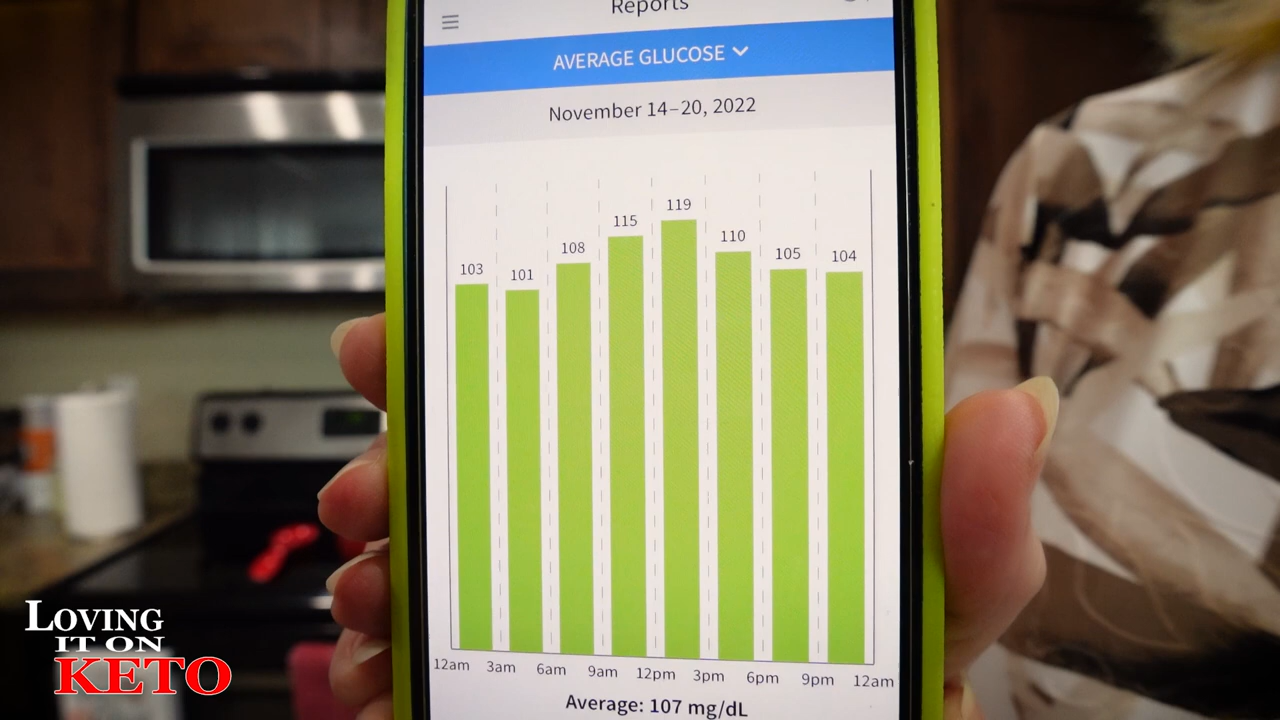 Reports
AVERAGE GLUCOSE
November 14–20, 2022
103 101 108 115 119 110 105 104
12am 3am 6am 9am 12pm 3pm 6pm 9pm 12am
Average: 107 mg/dL
LOVING
IT ON
KETO